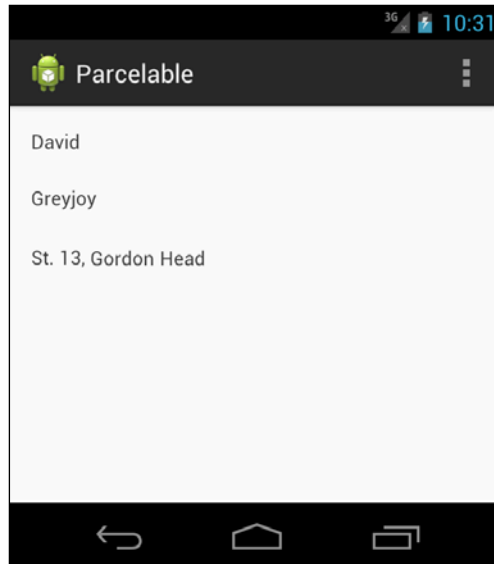 3G 10:31
Parcelable
David
Greyjoy
St. 13, Gordon Head